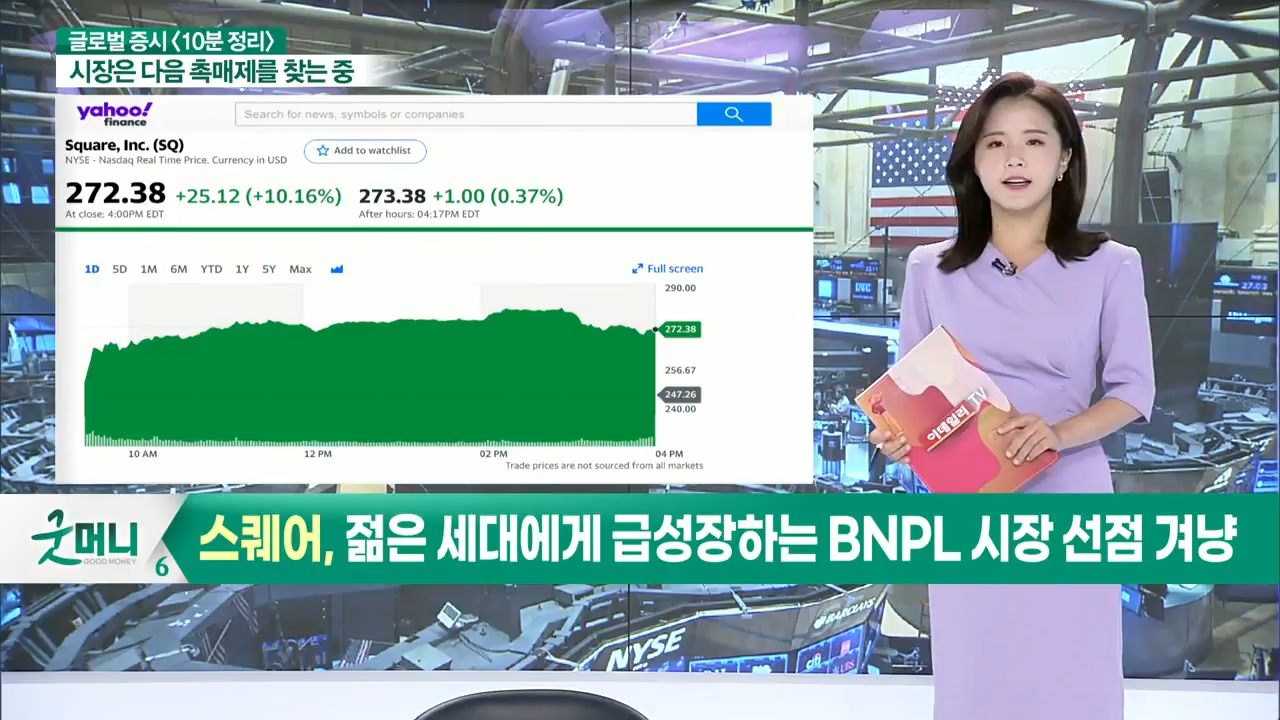 글로벌 증시 <10분 정리>
시장은 다음 촉매제를 찾는 중
yahoo!
finance
Search for news, symbols or companies
Square, Inc. (SQ)
NYSE - Nasdaq Real Time Price. Currency in USD
Add to watchlist
272.38 +25.12 (+10.16%) 273.38 +1.00 (0.37%)
At close: 4:00PM EDT After hours: 04:17PM EDT
1D 5D 1M 6M YTD 1Y 5Y Max
Full screen
290.00
272.38
256.67
247.26
240.00
10 AM 12 PM 02 PM 04 PM
Trade prices are not sourced from all markets
이데일리 TV
굿머니
GOOD MONEY
6
스퀘어, 젊은 세대에게 급성장하는 BNPL 시장 선점 겨냥
NYSE
BARCLAYS
citi
UBS